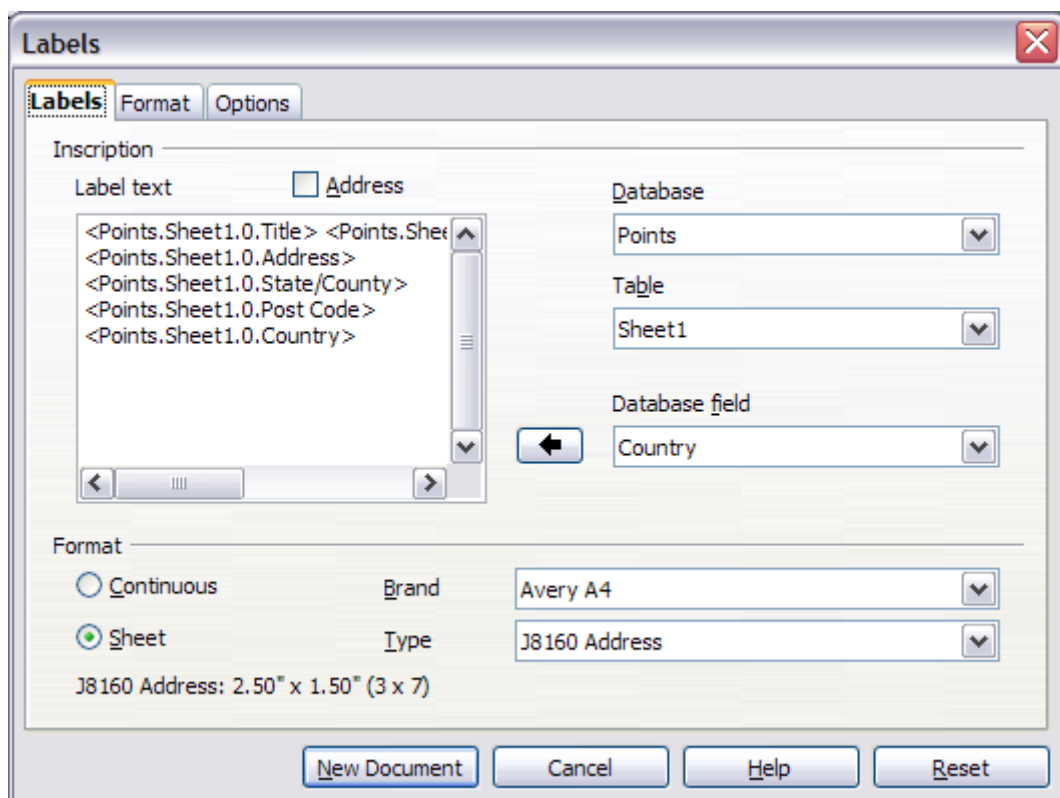 Labels
Labels Format Options
Inscription
Label text Address
Database
<Points.Sheet1.0.Title> <Points.Shee
<Points.Sheet1.0.Address>
<Points.Sheet1.0.State/County>
<Points.Sheet1.0.Post Code>
<Points.Sheet1.0.Country>
Points
Table
Sheet1
Database field
Country
Format
Continuous Brand Avery A4
Sheet Type J8160 Address
J8160 Address: 2.50" x 1.50" (3 x 7)
New Document Cancel Help Reset